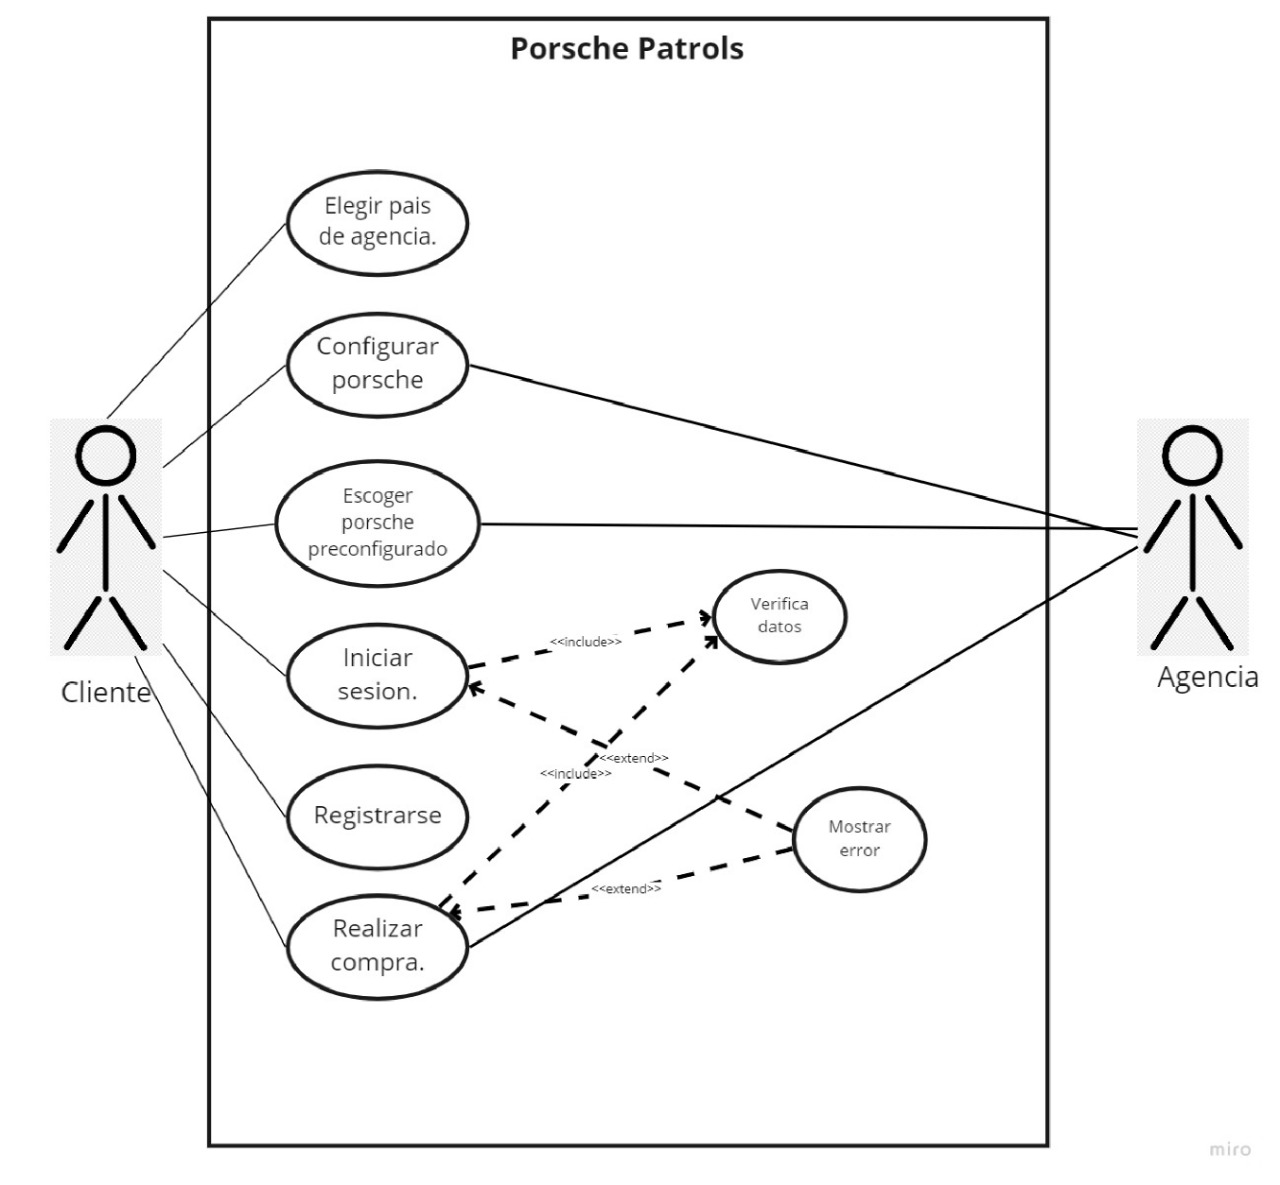 Porsche Patrols
Elegir pais
de agencia.
Configurar
porsche
Escoger
porsche
preconfigurado
Verifica
datos
<<include>>
Iniciar
sesion.
Cliente
Agencia
<<extend>>
<<include>>
Registrarse
Mostrar
error
<<extend>>
Realizar
compra.
miro